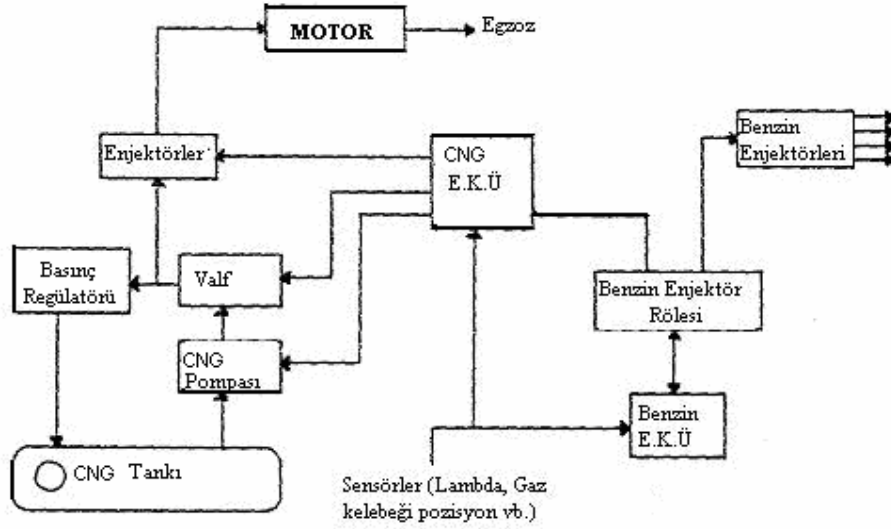 MOTOR
Egzoz
Enjektörler
CNG
E.K.Ü
Benzin
Enjektörleri
Basınç
Regülatörü
Valf
Benzin Enjektör
Rölesi
CNG
Pompası
Benzin
E.K.Ü
CNG Tankı
Sensörler (Lambda, Gaz
kelebeği pozisyon vb.)